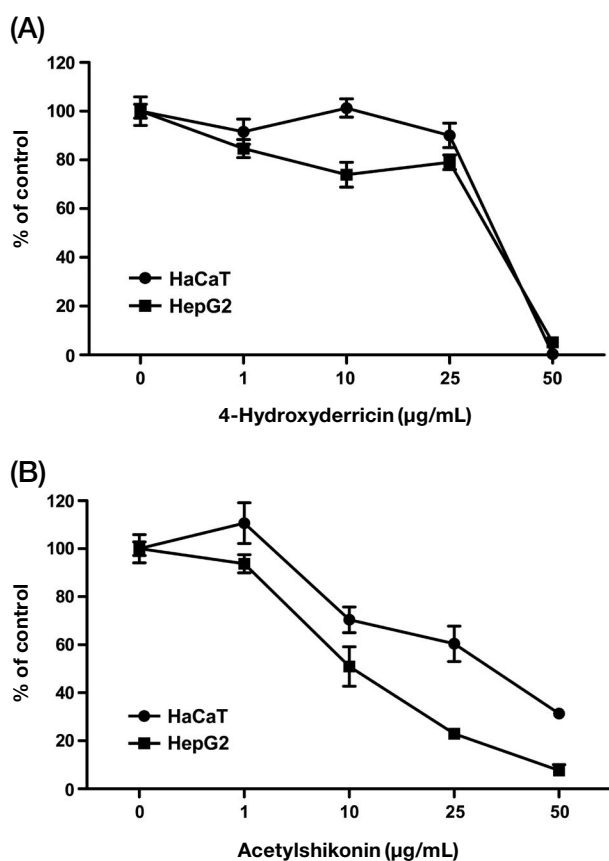 (A)
120
100
80
60
40
20
0
% of control
HaCaT
HepG2
0 1 10 25 50
4-Hydroxyderricin (µg/mL)
(B)
120
100
80
60
40
20
0
% of control
HaCaT
HepG2
0 1 10 25 50
Acetylshikonin (µg/mL)